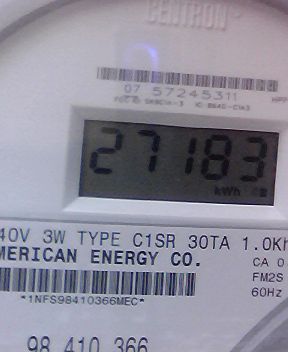 CENTRON
07 57245311
27183
kWh
40V 3W TYPE C1SR 30TA 1.0Kh
MERICAN ENERGY CO.
CA 0
FM2S
*1NFS98410366MEC*
60Hz
98 410 366